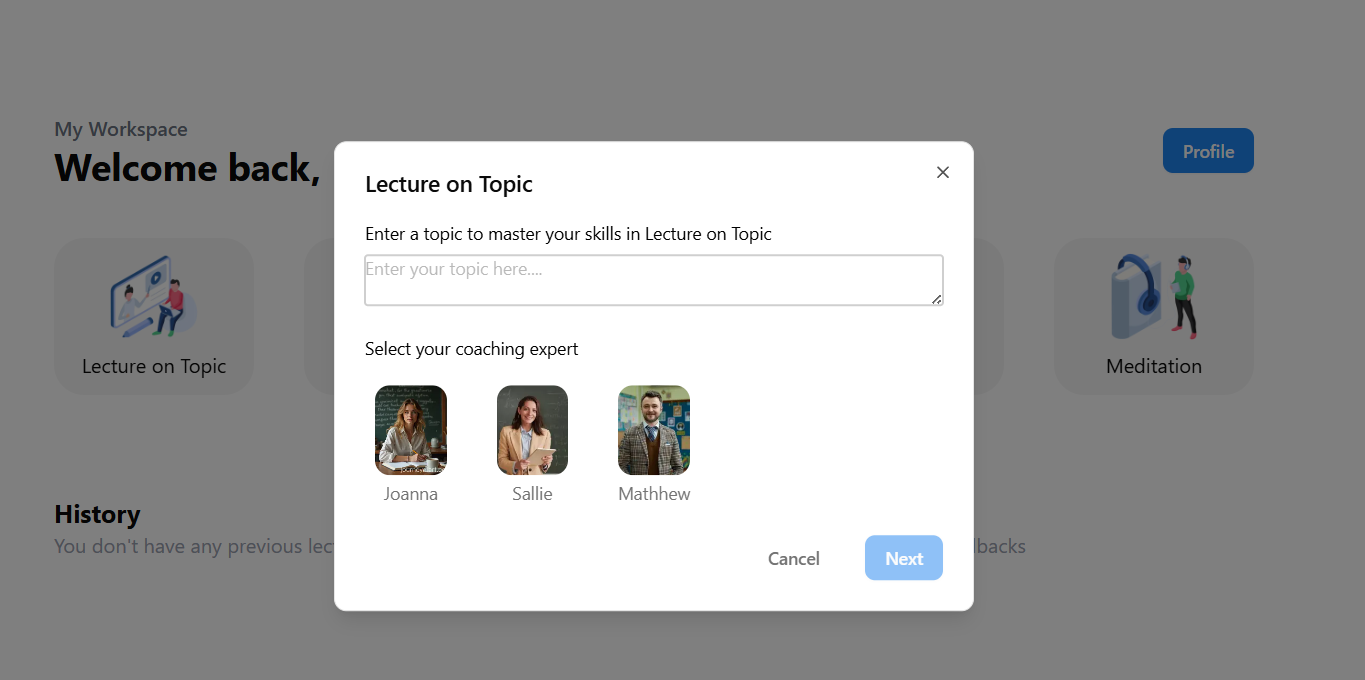 My Workspace
Welcome back,
Profile
Lecture on Topic
Enter a topic to master your skills in Lecture on Topic
Enter your topic here....
Select your coaching expert
Joanna
Sallie
Mathhew
Cancel
Next
Lecture on Topic
Meditation
History
You don't have any previous lec
lbacks